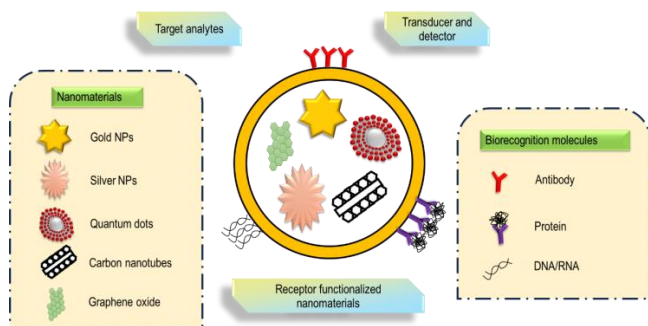 Target analytes
Transducer and
detector
Nanomaterials
Gold NPs
Silver NPs
Quantum dots
Carbon nanotubes
Graphene oxide
Biorecognition molecules
Antibody
Protein
DNA/RNA
Receptor functionalized
nanomaterials